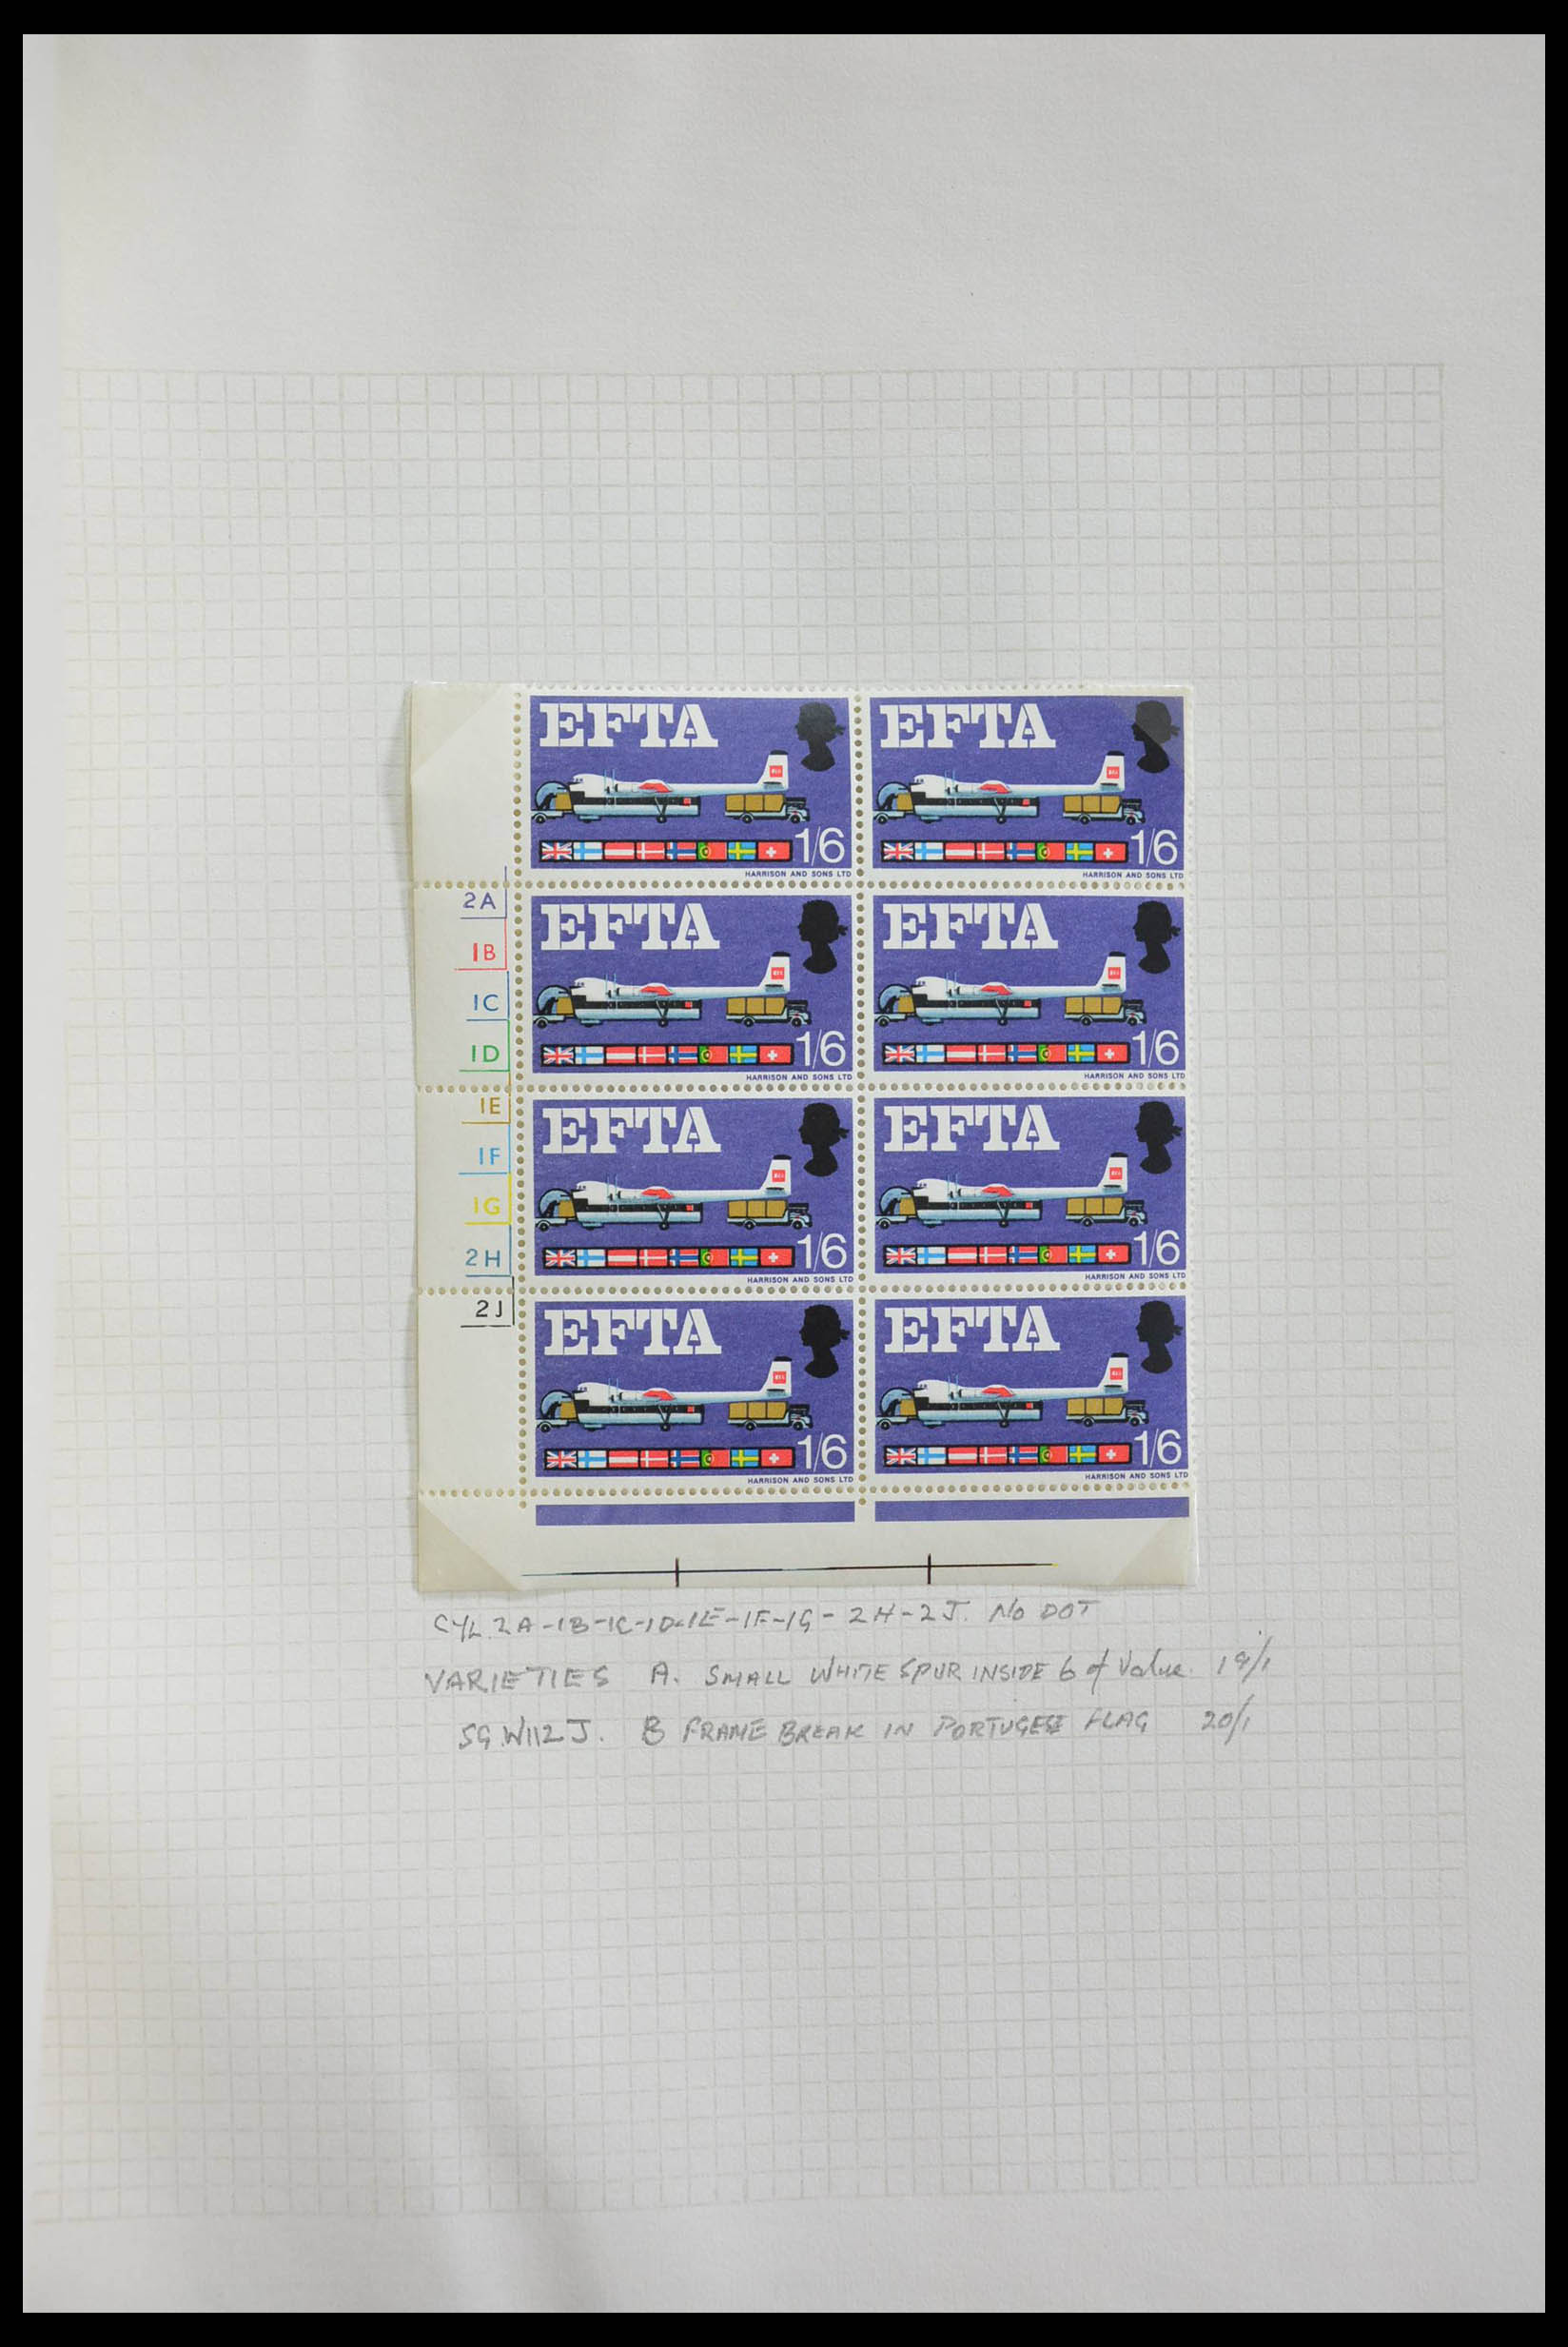 EFTA EFTA
1/6 1/6
HARRISON AND SONS LTD HARRISON AND SONS LTD
2A
EFTA EFTA
1B
1C
1D
1/6 1/6
HARRISON AND SONS LTD HARRISON AND SONS LTD
1E
EFTA EFTA
1F
1G
2H
1/6 1/6
HARRISON AND SONS LTD HARRISON AND SONS LTD
2J
EFTA EFTA
1/6 1/6
HARRISON AND SONS LTD HARRISON AND SONS LTD
CYL. 2A-1B-1C-1D-1E-1F-1G-2H-2J. NO DOT
VARIETIES A. SMALL WHITE SPUR INSIDE 6 of Value. 19/1
SG.W112J. B FRAME BREAK IN PORTUGESE FLAG 20/1